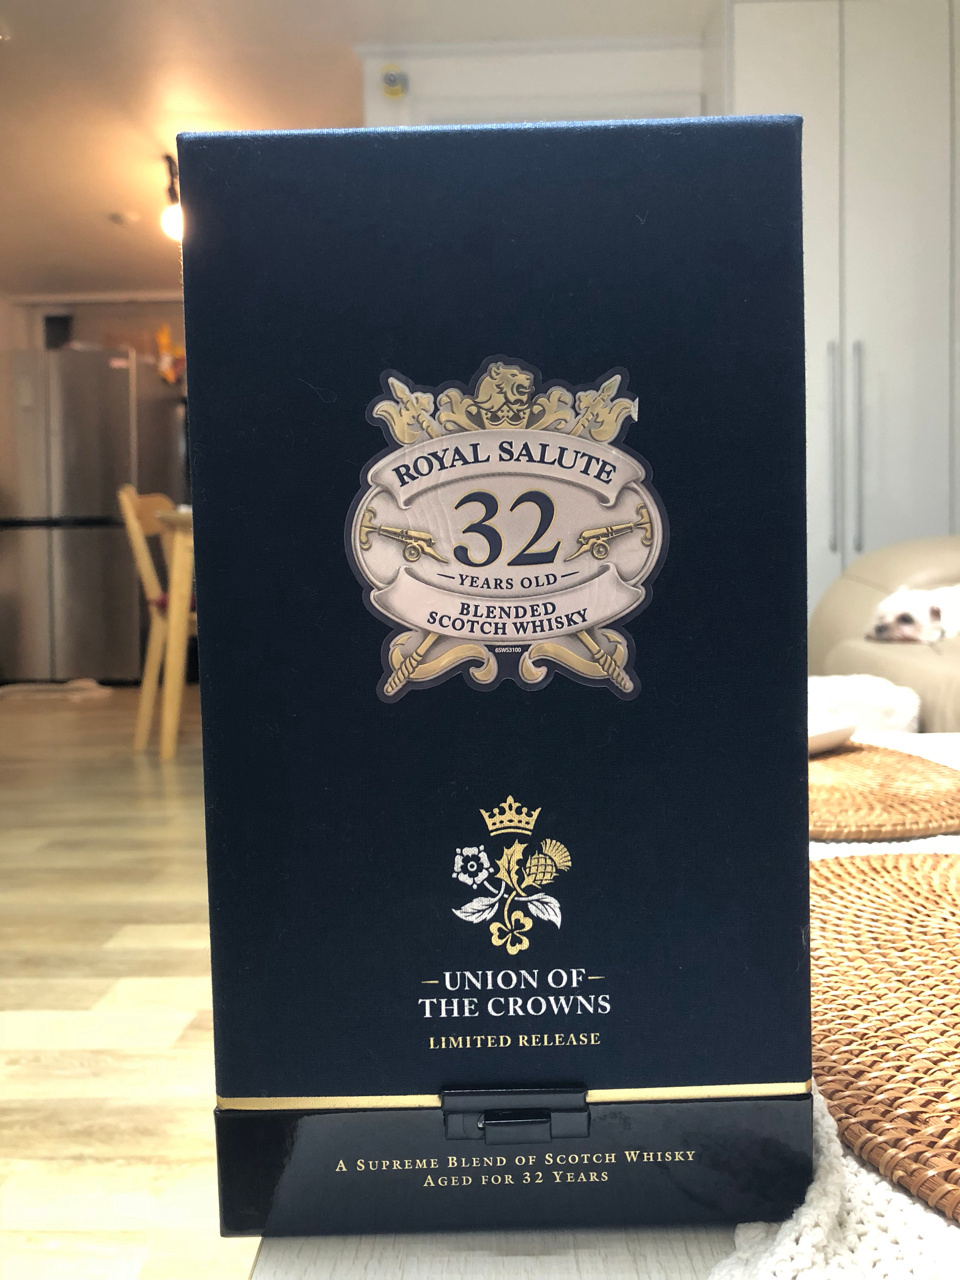 ROYAL SALUTE
32
YEARS OLD
BLENDED
SCOTCH WHISKY
6SWS3100
UNION OF
THE CROWNS
LIMITED RELEASE
A SUPREME BLEND OF SCOTCH WHISKY
AGED FOR 32 YEARS